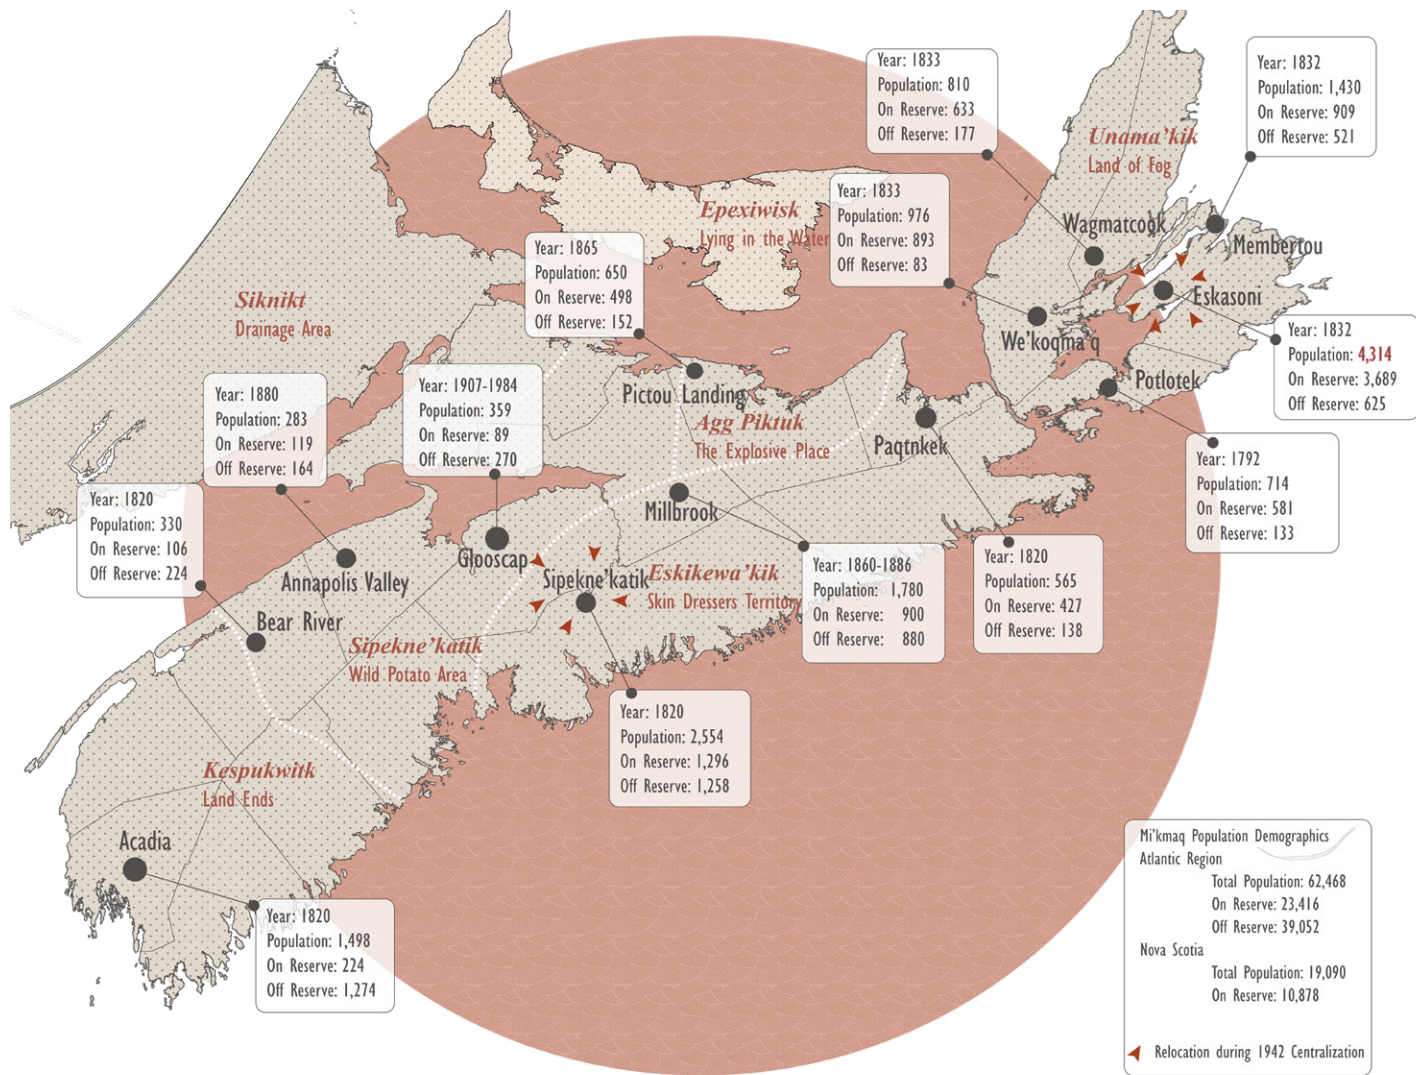 Year: 1833
Population: 810
On Reserve: 633
Off Reserve: 177
Year: 1832
Population: 1,430
On Reserve: 909
Off Reserve: 521
Unama'kik
Land of Fog
Year: 1833
Population: 976
On Reserve: 893
Off Reserve: 83
Epexiwisk
Lying in the Water
Wagmatcook
Membertou
Eskasoni
We'koqma'q
Year: 1865
Population: 650
On Reserve: 498
Off Reserve: 152
Siknikt
Drainage Area
Year: 1832
Population: 4,314
On Reserve: 3,689
Off Reserve: 625
Potlotek
Year: 1880
Population: 283
On Reserve: 119
Off Reserve: 164
Year: 1907-1984
Population: 359
On Reserve: 89
Off Reserve: 270
Pictou Landing
Agg Piktuk
The Explosive Place
Paqtnkek
Year: 1792
Population: 714
On Reserve: 581
Off Reserve: 133
Year: 1820
Population: 330
On Reserve: 106
Off Reserve: 224
Millbrook
Glooscap
Annapolis Valley
Sipekne'katik
Eskikewa'kik
Skin Dressers Territory
Year: 1860-1886
Population: 1,780
On Reserve: 900
Off Reserve: 880
Year: 1820
Population: 565
On Reserve: 427
Off Reserve: 138
Bear River
Sipekne'katik
Wild Potato Area
Year: 1820
Population: 2,554
On Reserve: 1,296
Off Reserve: 1,258
Kespukwitk
Land Ends
Acadia
Year: 1820
Population: 1,498
On Reserve: 224
Off Reserve: 1,274
Mi'kmaq Population Demographics
Atlantic Region
Total Population: 62,468
On Reserve: 23,416
Off Reserve: 39,052
Nova Scotia
Total Population: 19,090
On Reserve: 10,878
Relocation during 1942 Centralization